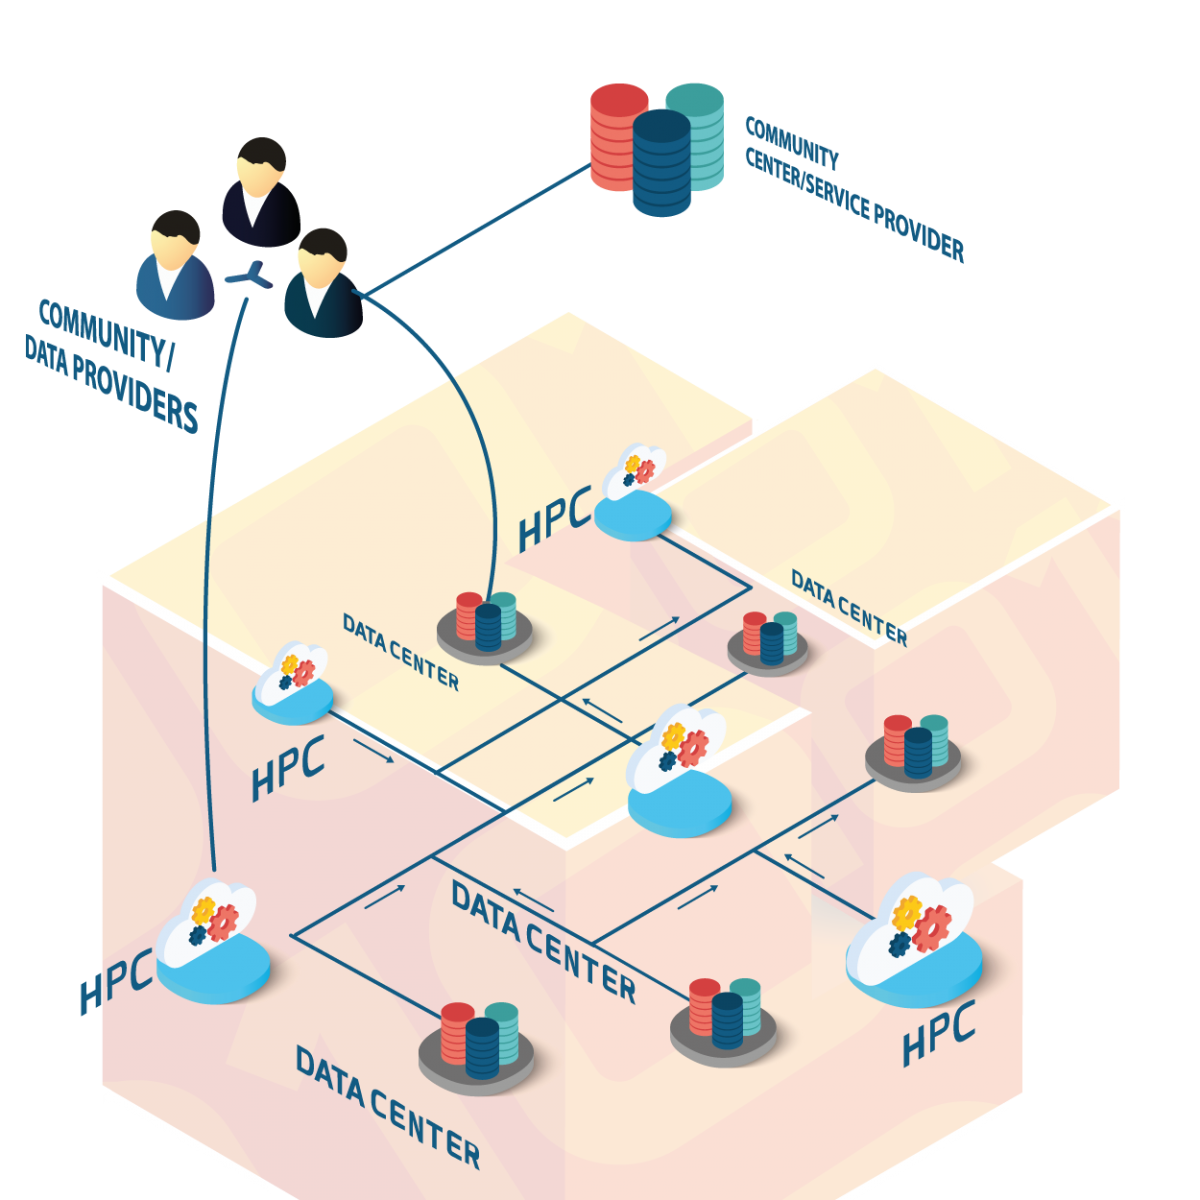 COMMUNITY
CENTER/SERVICE PROVIDER
COMMUNITY/
DATA PROVIDERS
HPC
DATA CENTER
DATA CENTER
HPC
DATA CENTER
HPC
HPC
DATA CENTER